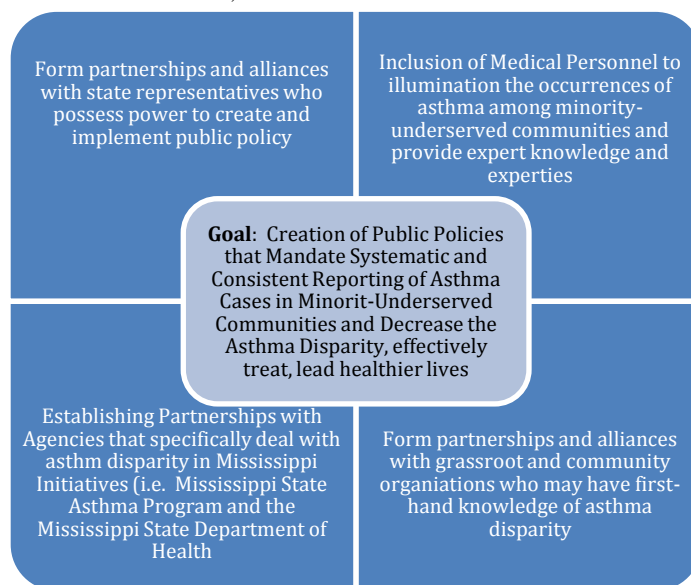 Form partnerships and alliances
with state representatives who
possess power to create and
implement public policy
Inclusion of Medical Personnel to
illumination the occurrences of
asthma among minority-
underserved communities and
provide expert knowledge and
experties
Goal: Creation of Public Policies
that Mandate Systematic and
Consistent Reporting of Asthma
Cases in Minorit-Underserved
Communities and Decrease the
Asthma Disparity, effectively
treat, lead healthier lives
Establishing Partnerships with
Agencies that specifically deal with
asthm disparity in Mississippi
Initiatives (i.e. Mississippi State
Asthma Program and the
Mississippi State Department of
Health
Form partnerships and alliances
with grassroot and community
organiations who may have first-
hand knowledge of asthma
disparity